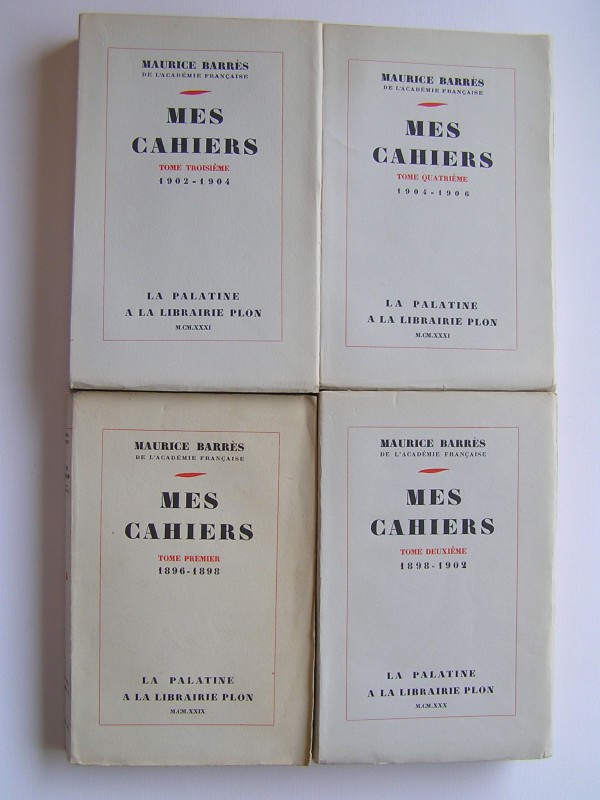 MAURICE BARRÈS
DE L'ACADÉMIE FRANÇAISE
MES
CAHIERS
TOME TROISIÈME
1902-1904
LA PALATINE
A LA LIBRAIRIE PLON
M.CM.XXXI
MAURICE BARRÈS
DE L'ACADÉMIE FRANÇAISE
MES
CAHIERS
TOME QUATRIÈME
1904-1906
LA PALATINE
A LA LIBRAIRIE PLON
M.CM.XXXI
MAURICE BARRÈS
DE L'ACADÉMIE FRANÇAISE
MES
CAHIERS
TOME PREMIER
1896-1898
LA PALATINE
A LA LIBRAIRIE PLON
M.CM.XXIX
MAURICE BARRÈS
DE L'ACADÉMIE FRANÇAISE
MES
CAHIERS
TOME DEUXIÈME
1898-1902
LA PALATINE
A LA LIBRAIRIE PLON
M.CM.XXX